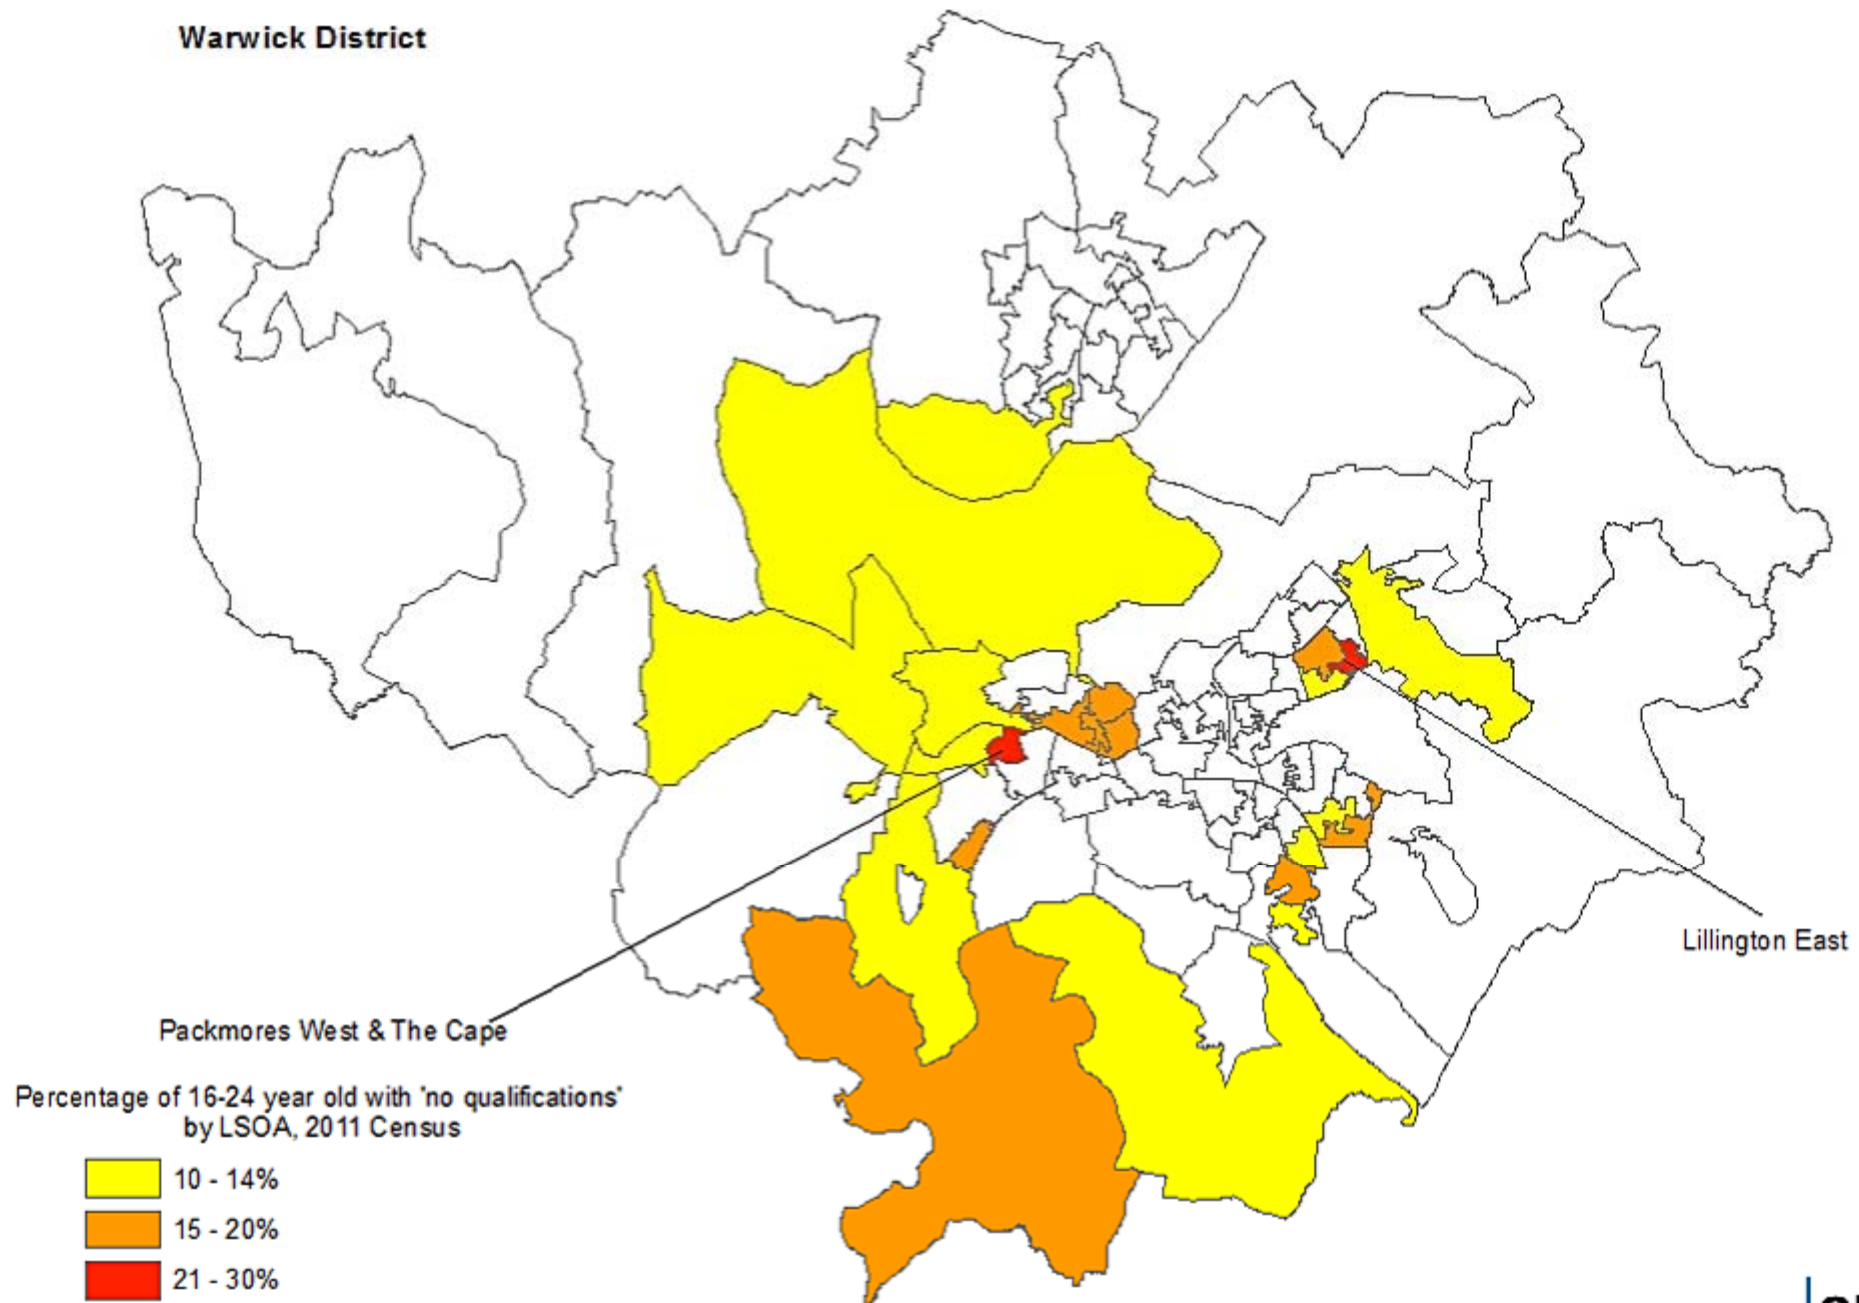 Warwick District
Lillington East
Packmores West & The Cape
Percentage of 16-24 year old with 'no qualifications'
by LSOA, 2011 Census
10 - 14%
15 - 20%
21 - 30%